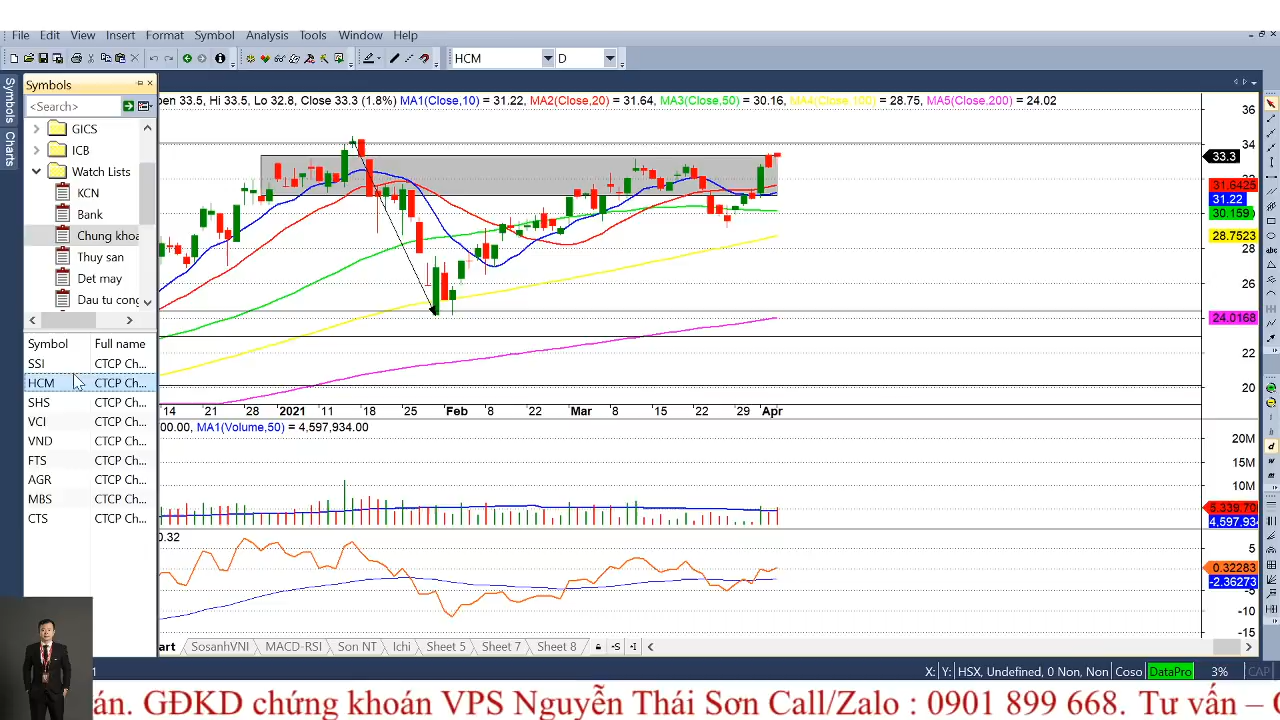 File Edit View Insert Format Symbol Analysis Tools Window Help
HCM D
Symbols
Charts
Symbols
<Search>
GICS
ICB
Watch Lists
KCN
Bank
Chung khoa
Thuy san
Det may
Dau tu cong
Symbol Full name
SSI CTCP Ch...
HCM CTCP Ch...
SHS CTCP Ch...
VCI CTCP Ch...
VND CTCP Ch...
FTS CTCP Ch...
AGR CTCP Ch...
MBS CTCP Ch...
CTS CTCP Ch...
pen 33.5, Hi 33.5, Lo 32.8, Close 33.3 (1.8%) MA1(Close,10) = 31.22, MA2(Close,20) = 31.64, MA3(Close,50) = 30.16, MA4(Close,100) = 28.75, MA5(Close,200) = 24.02
36
34
33.3
32
31.6425
31.22
30.159
28.7523
28
26
24.0168
22
20
14 21 28 2021 11 18 25 Feb 8 22 Mar 8 15 22 29 Apr
00.00, MA1(Volume,50) = 4,597,934.00
20M
15M
10M
5,339,70
4,597,93
0.32
5
0.32283
-2.36273
-5
-10
-15
art SosanhVNI MACD-RSI Son NT Ichi Sheet 5 Sheet 7 Sheet 8
X: Y: HSX, Undefined, 0 Non, Non Coso DataPro 3% CAP
án. GĐKD chứng khoán VPS Nguyễn Thái Sơn Call/Zalo : 0901 899 668. Tư vấn –